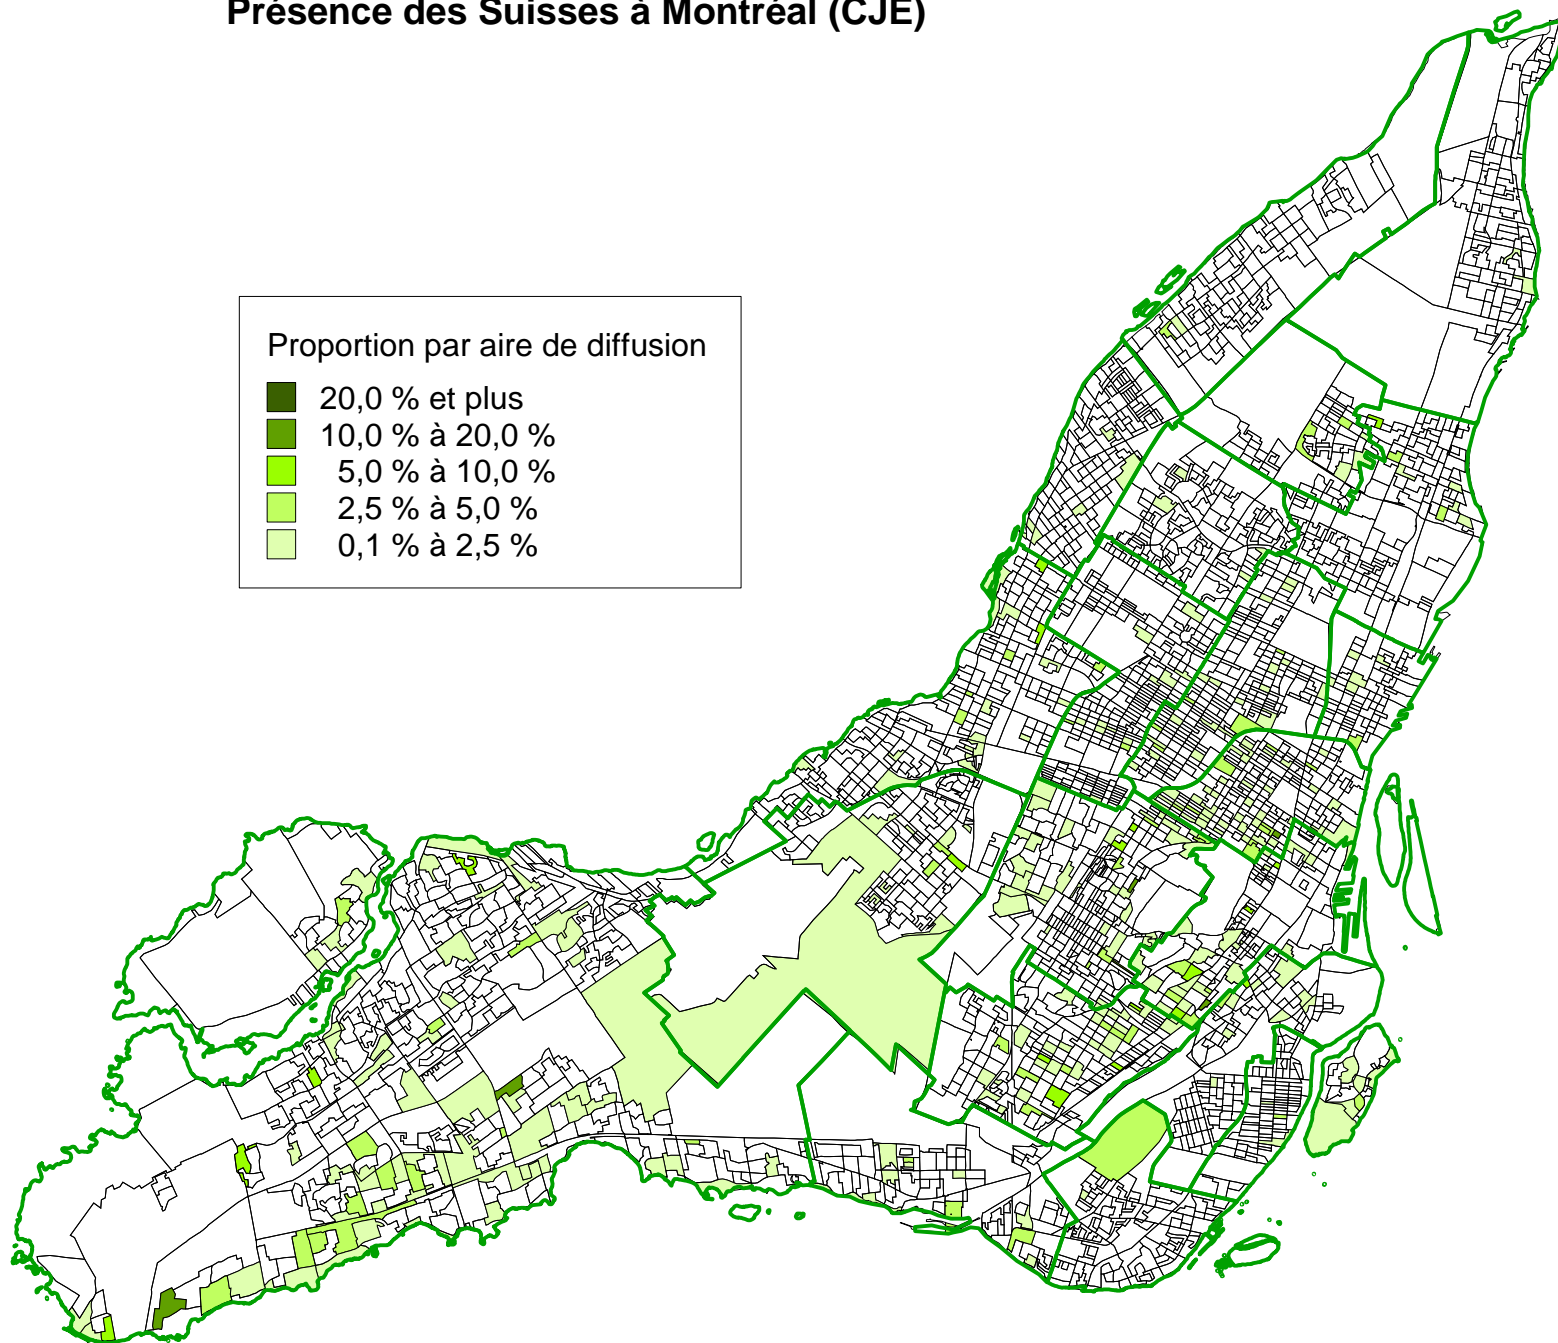 Présence des Suisses à Montréal (CJE)
Proportion par aire de diffusion
20,0 % et plus
10,0 % à 20,0 %
5,0 % à 10,0 %
2,5 % à 5,0 %
0,1 % à 2,5 %